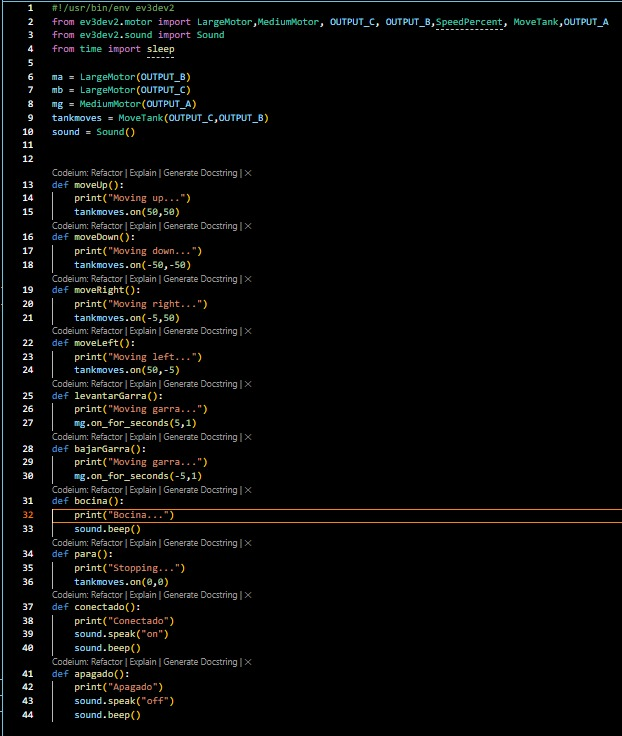 1 #!/usr/bin/env ev3dev2
2 from ev3dev2.motor import LargeMotor,MediumMotor, OUTPUT_C, OUTPUT_B,SpeedPercent, MoveTank,OUTPUT_A
3 from ev3dev2.sound import Sound
4 from time import sleep
5
6 ma = LargeMotor(OUTPUT_B)
7 mb = LargeMotor(OUTPUT_C)
8 mg = MediumMotor(OUTPUT_A)
9 tankmoves = MoveTank(OUTPUT_C,OUTPUT_B)
10 sound = Sound()
11
12
Codeium: Refactor | Explain | Generate Docstring | ×
13 def moveUp():
14     print("Moving up...")
15     tankmoves.on(50,50)
Codeium: Refactor | Explain | Generate Docstring | ×
16 def moveDown():
17     print("Moving down...")
18     tankmoves.on(-50,-50)
Codeium: Refactor | Explain | Generate Docstring | ×
19 def moveRight():
20     print("Moving right...")
21     tankmoves.on(-5,50)
Codeium: Refactor | Explain | Generate Docstring | ×
22 def moveLeft():
23     print("Moving left...")
24     tankmoves.on(50,-5)
Codeium: Refactor | Explain | Generate Docstring | ×
25 def levantarGarra():
26     print("Moving garra...")
27     mg.on_for_seconds(5,1)
Codeium: Refactor | Explain | Generate Docstring | ×
28 def bajarGarra():
29     print("Moving garra...")
30     mg.on_for_seconds(-5,1)
Codeium: Refactor | Explain | Generate Docstring | ×
31 def bocina():
32     print("Bocina...")
33     sound.beep()
Codeium: Refactor | Explain | Generate Docstring | ×
34 def para():
35     print("Stopping...")
36     tankmoves.on(0,0)
Codeium: Refactor | Explain | Generate Docstring | ×
37 def conectado():
38     print("Conectado")
39     sound.speak("on")
40     sound.beep()
Codeium: Refactor | Explain | Generate Docstring | ×
41 def apagado():
42     print("Apagado")
43     sound.speak("off")
44     sound.beep()